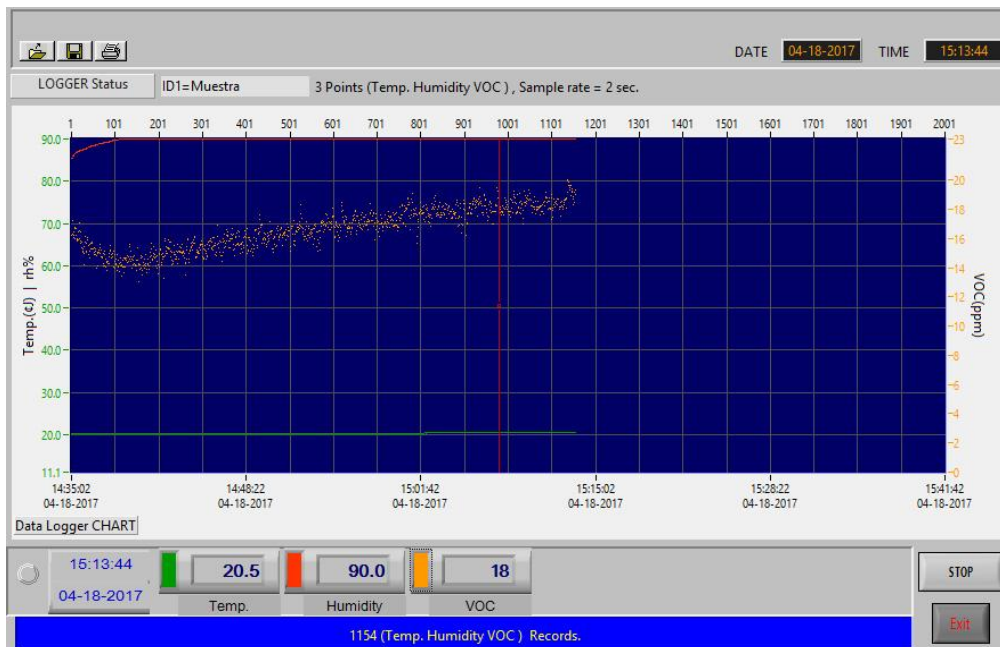 DATE 04-18-2017 TIME 15:13:44
LOGGER Status ID1=Muestra 3 Points (Temp. Humidity VOC ) , Sample rate = 2 sec.
1 101 201 301 401 501 601 701 801 901 1001 1101 1201 1301 1401 1501 1601 1701 1801 1901 2001
90.0 23
80.0 20
70.0 18
60.0 16
14
50.0 12
10
40.0 8
30.0 6
4
20.0 2
11.1 0
Temp.(¢J) | rh%
VOC(ppm)
14:35:02 14:48:22 15:01:42 15:15:02 15:28:22 15:41:42
04-18-2017 04-18-2017 04-18-2017 04-18-2017 04-18-2017 04-18-2017
Data Logger CHART
15:13:44 20.5 90.0 18 STOP
04-18-2017 Temp. Humidity VOC
Exit
1154 (Temp. Humidity VOC ) Records.